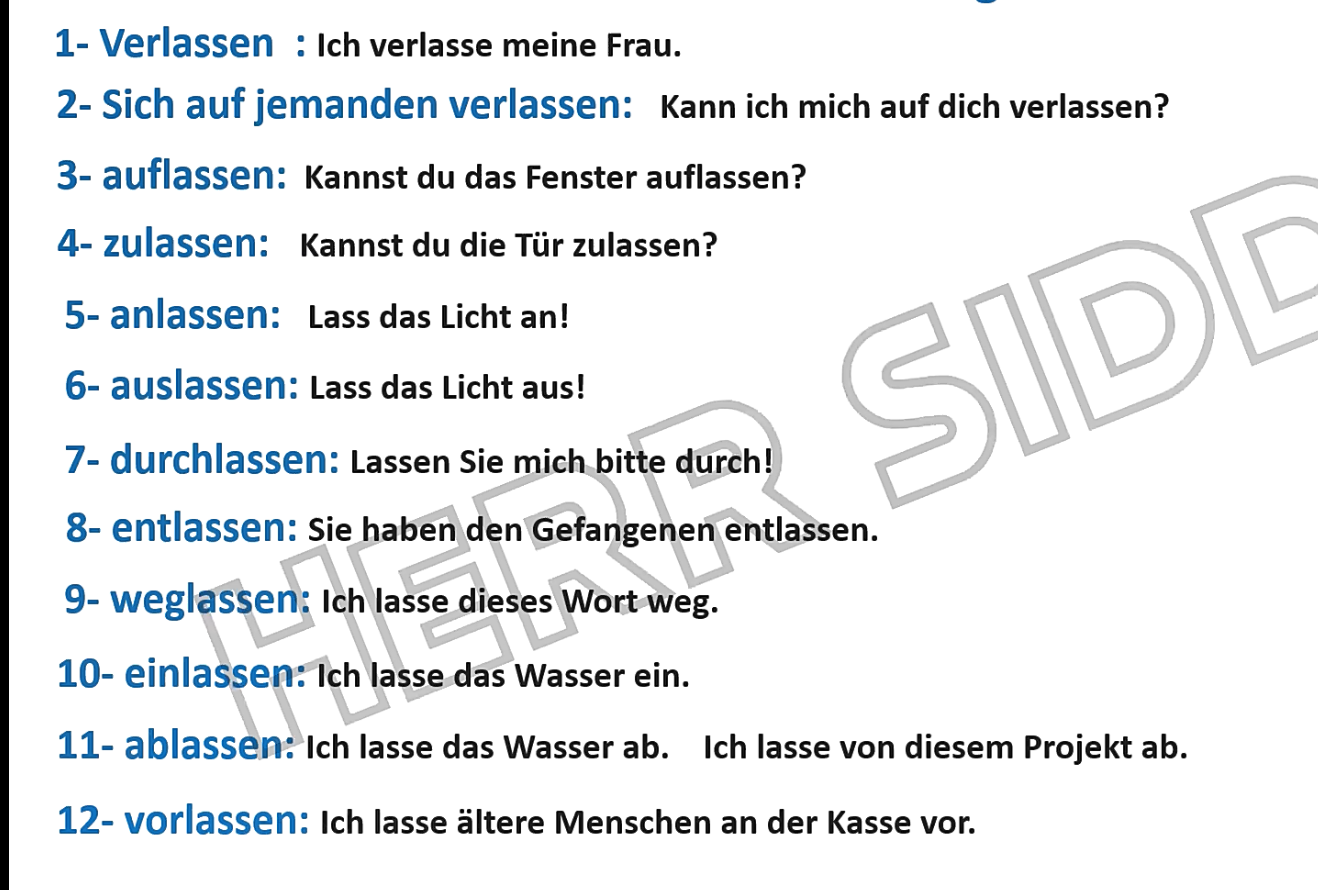 1- Verlassen : Ich verlasse meine Frau.
2- Sich auf jemanden verlassen: Kann ich mich auf dich verlassen?
3- auflassen: Kannst du das Fenster auflassen?
4- zulassen: Kannst du die Tür zulassen?
5- anlassen: Lass das Licht an!
6- auslassen: Lass das Licht aus!
7- durchlassen: Lassen Sie mich bitte durch!
8- entlassen: Sie haben den Gefangenen entlassen.
9- weglassen: Ich lasse dieses Wort weg.
10- einlassen: Ich lasse das Wasser ein.
11- ablassen: Ich lasse das Wasser ab. Ich lasse von diesem Projekt ab.
12- vorlassen: Ich lasse ältere Menschen an der Kasse vor.
HERR SIDD